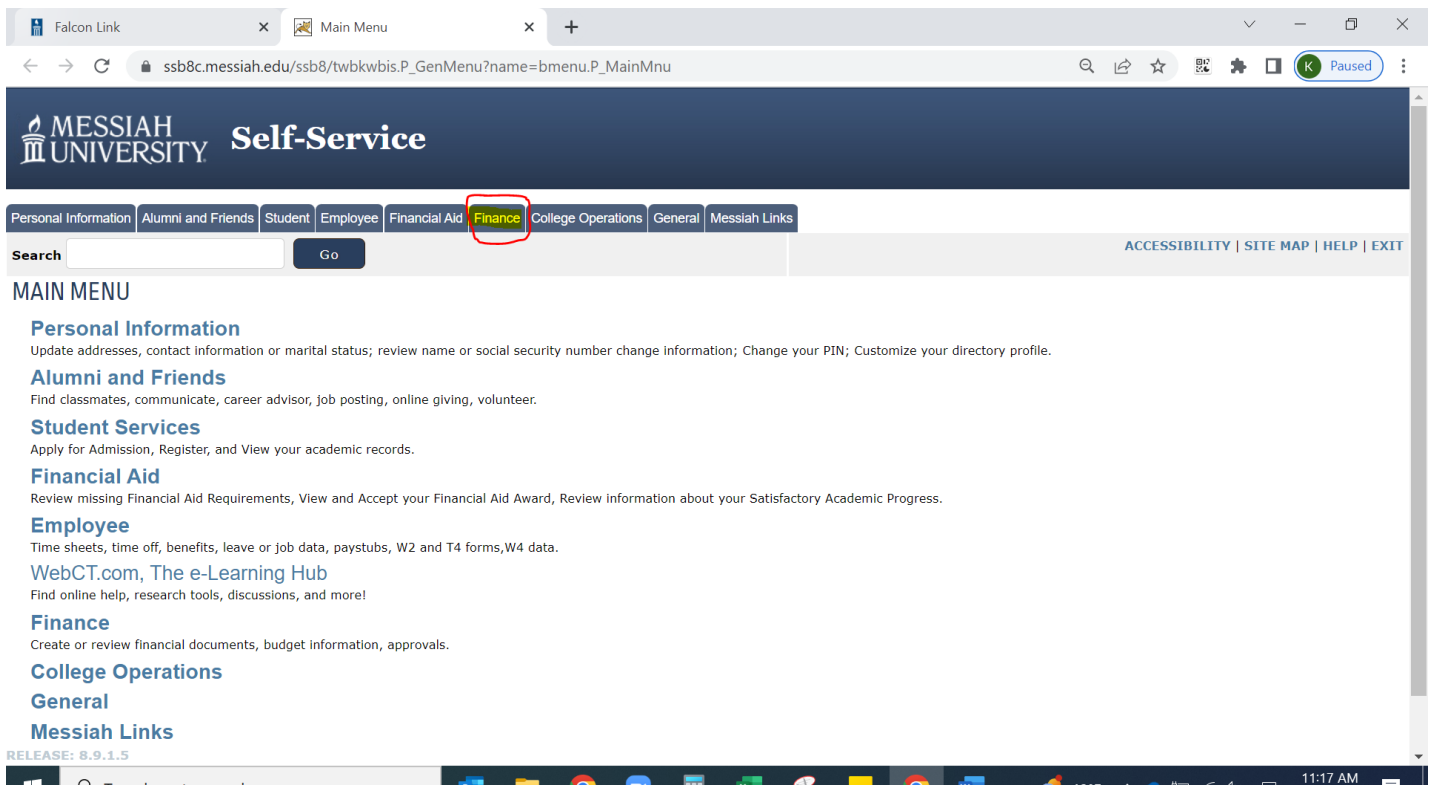 Falcon Link
Main Menu
ssb8c.messiah.edu/ssb8/twbkwbis.P_GenMenu?name=bmenu.P_MainMnu
K Paused
MESSIAH
UNIVERSITY
Self-Service
Personal Information Alumni and Friends Student Employee Financial Aid Finance College Operations General Messiah Links
Search Go
ACCESSIBILITY | SITE MAP | HELP | EXIT
MAIN MENU
Personal Information
Update addresses, contact information or marital status; review name or social security number change information; Change your PIN; Customize your directory profile.
Alumni and Friends
Find classmates, communicate, career advisor, job posting, online giving, volunteer.
Student Services
Apply for Admission, Register, and View your academic records.
Financial Aid
Review missing Financial Aid Requirements, View and Accept your Financial Aid Award, Review information about your Satisfactory Academic Progress.
Employee
Time sheets, time off, benefits, leave or job data, paystubs, W2 and T4 forms,W4 data.
WebCT.com, The e-Learning Hub
Find online help, research tools, discussions, and more!
Finance
Create or review financial documents, budget information, approvals.
College Operations
General
Messiah Links
RELEASE: 8.9.1.5
11:17 AM